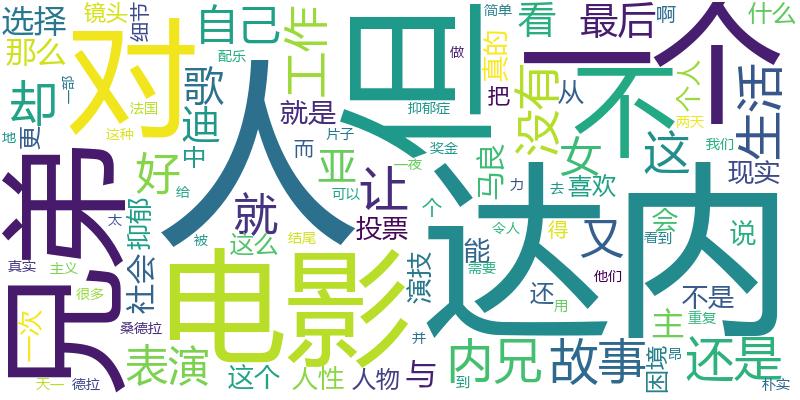 选择
镜头
细节
那么
对
自己
歌
工作
但
看
最后
啊
什么
简单
做
真的
一个
却
一部
更
地
法国
这种
配乐
迪
中
就是
抑郁症
片子
而
亚
奖金
一夜
可以
不
没有
把
从
个人
两天
我们
生活
这
现实
兄弟
人
好
给
让
马良
力
去
女
喜欢
抑郁
太
被
就
这么
结尾
投票
个
能
令人
得
又
会
看到
说
达内
真实
主义
很多
社会
桑德拉
电影
演技
需要
还
用
他们
不是
主
重复
一次
天一
德拉
表演
这个
人性
人物
与
并
到
内兄
故事
困境
昂
还是
朴实